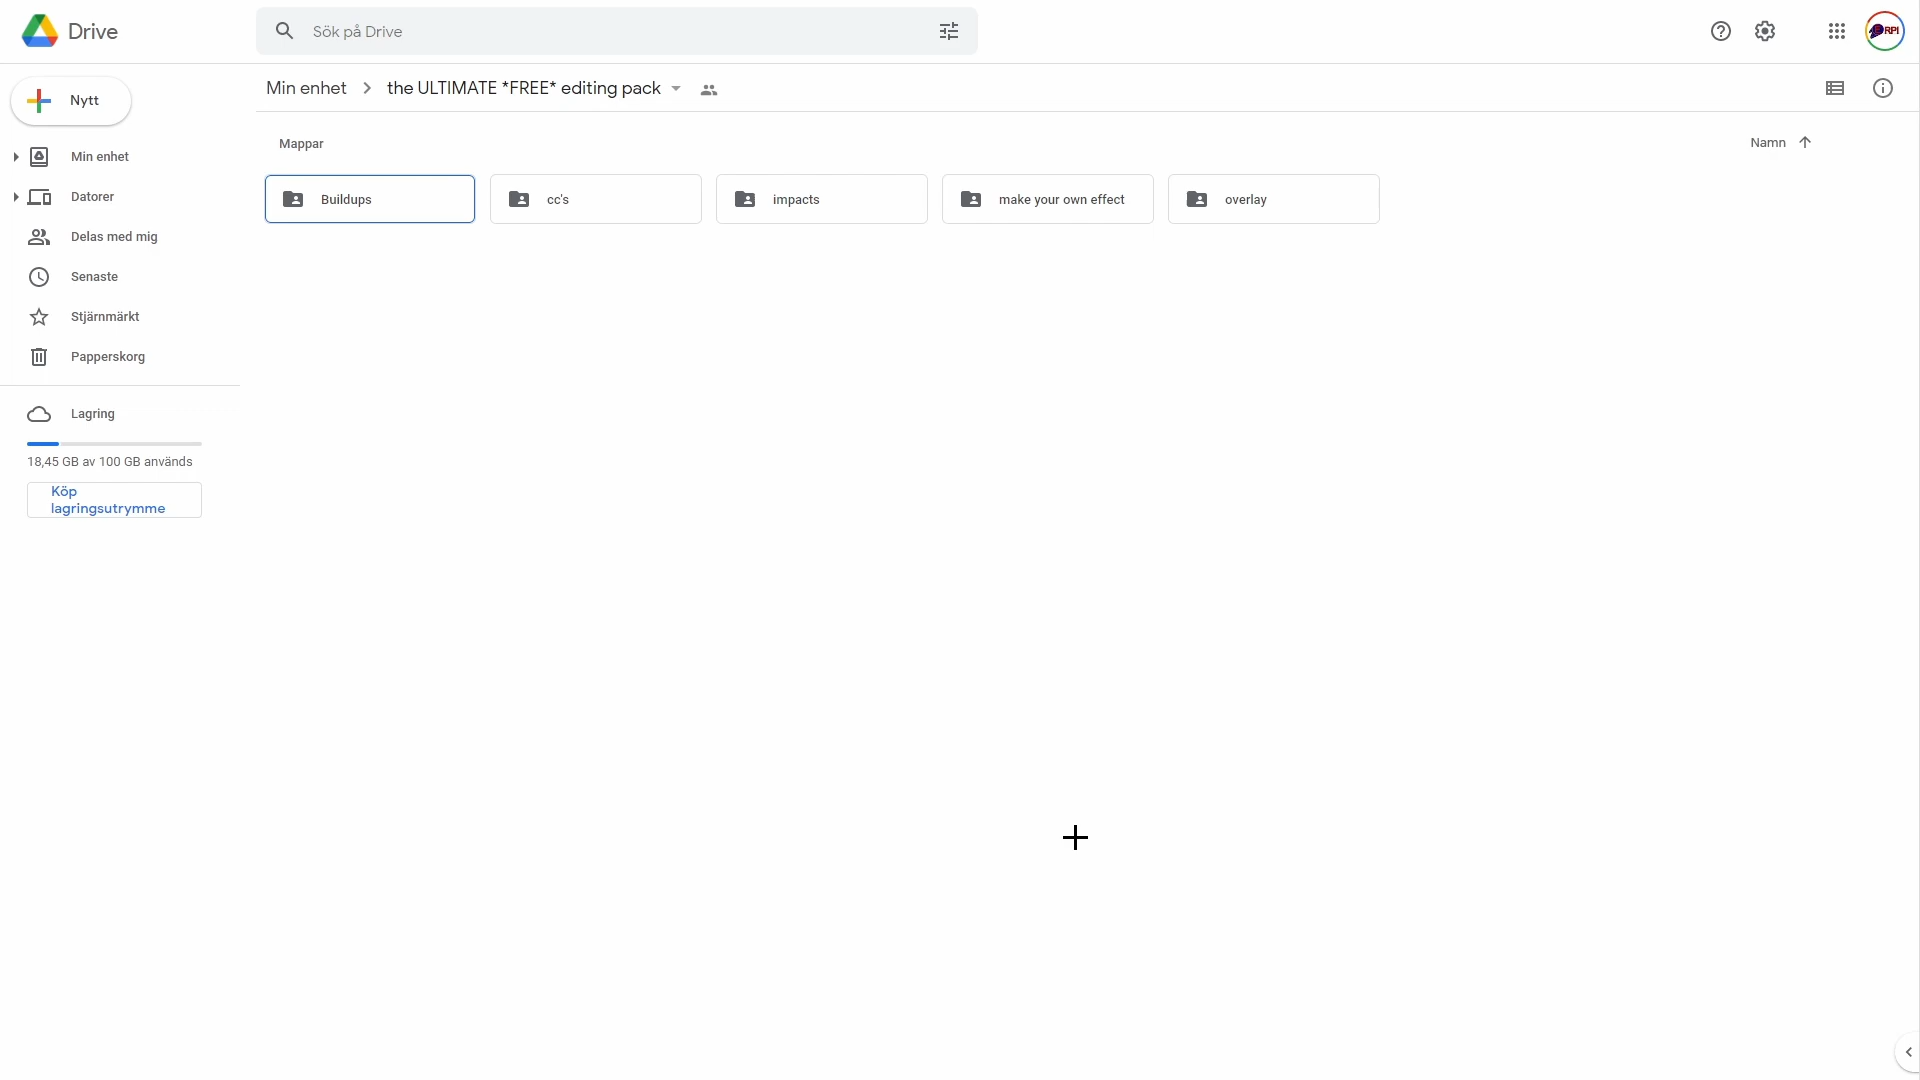 Drive
Sök på Drive
RPI
Nytt
Min enhet
the ULTIMATE *FREE* editing pack
Mappar
Namn
Min enhet
Datorer
Delas med mig
Senaste
Stjärnmärkt
Papperskorg
Lagring
18,45 GB av 100 GB används
Köp
lagringsutrymme
Buildups
cc's
impacts
make your own effect
overlay